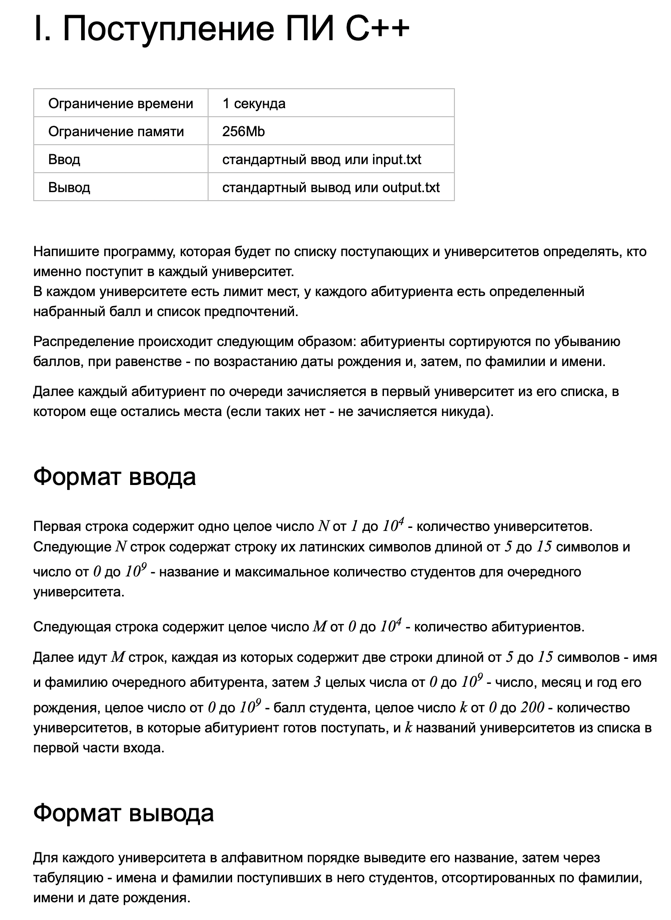 I. Поступление ПИ C++
Ограничение времени 1 секунда
Ограничение памяти 256Mb
Ввод стандартный ввод или input.txt
Вывод стандартный вывод или output.txt
Напишите программу, которая будет по списку поступающих и университетов определять, кто
именно поступит в каждый университет.
В каждом университете есть лимит мест, у каждого абитуриента есть определенный
набранный балл и список предпочтений.
Распределение происходит следующим образом: абитуриенты сортируются по убыванию
баллов, при равенстве - по возрастанию даты рождения и, затем, по фамилии и имени.
Далее каждый абитуриент по очереди зачисляется в первый университет из его списка, в
котором еще остались места (если таких нет - не зачисляется никуда).
Формат ввода
Первая строка содержит одно целое число N от 1 до 10⁴ - количество университетов.
Следующие N строк содержат строку их латинских символов длиной от 5 до 15 символов и
число от 0 до 10⁹ - название и максимальное количество студентов для очередного
университета.
Следующая строка содержит целое число M от 0 до 10⁴ - количество абитуриентов.
Далее идут M строк, каждая из которых содержит две строки длиной от 5 до 15 символов - имя
и фамилию очередного абитурента, затем 3 целых числа от 0 до 10⁹ - число, месяц и год его
рождения, целое число от 0 до 10⁹ - балл студента, целое число k от 0 до 200 - количество
университетов, в которые абитуриент готов поступать, и k названий университетов из списка в
первой части входа.
Формат вывода
Для каждого университета в алфавитном порядке выведите его название, затем через
табуляцию - имена и фамилии поступивших в него студентов, отсортированных по фамилии,
имени и дате рождения.